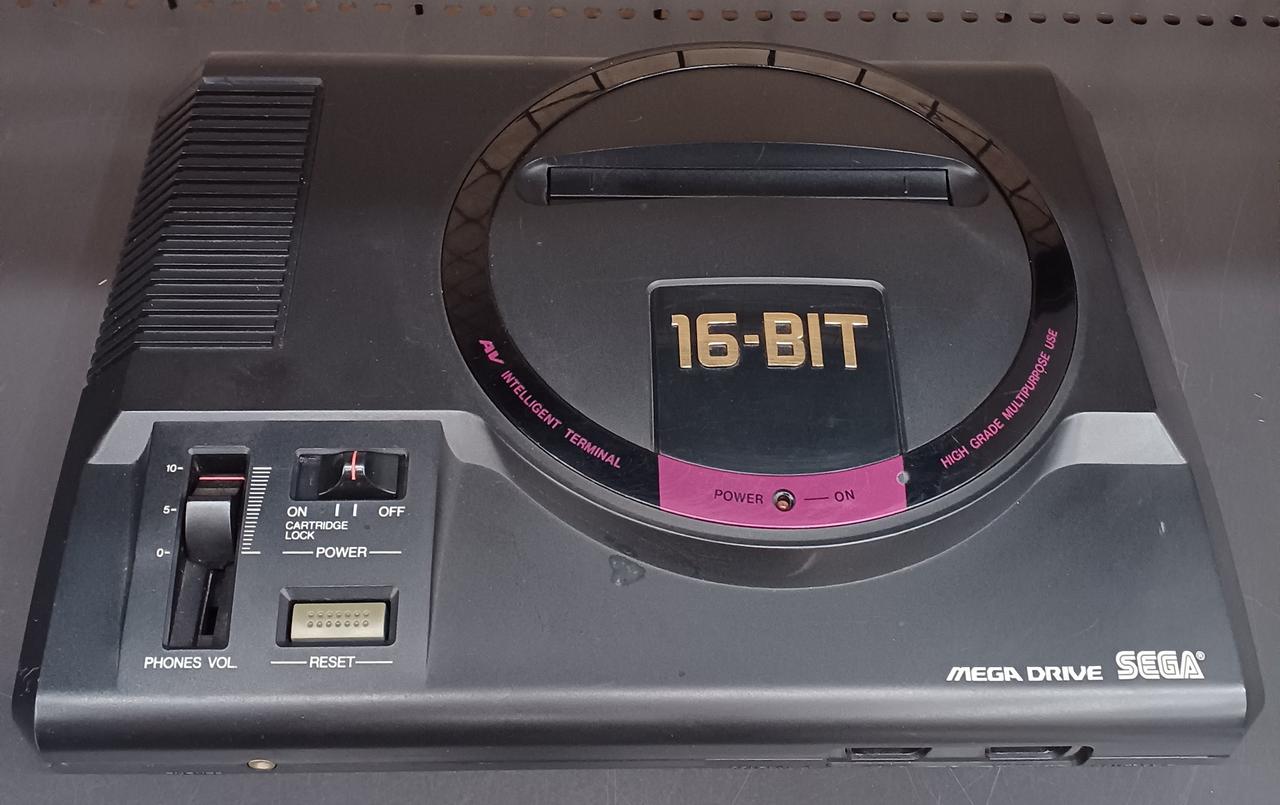 16-BIT
AV INTELLIGENT TERMINAL
HIGH GRADE MULTIPURPOSE USE
POWER — ON
10
5
0
PHONES VOL.
ON OFF
CARTRIDGE
LOCK
POWER
RESET
MEGA DRIVE SEGA®